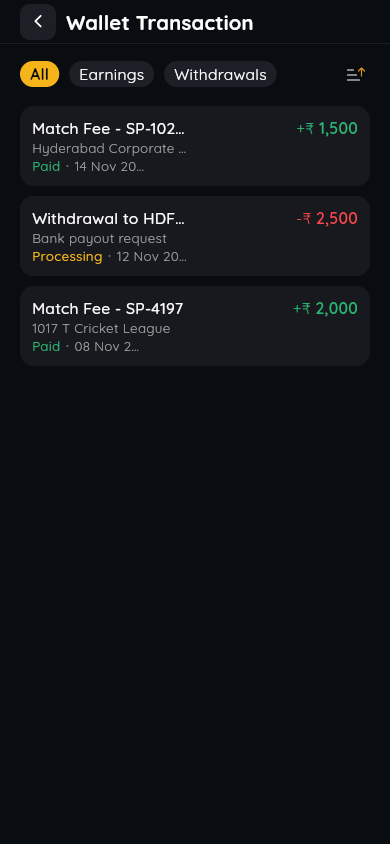 Wallet Transaction
All Earnings Withdrawals
Match Fee - SP-102... +₹ 1,500
Hyderabad Corporate ...
Paid · 14 Nov 20...
Withdrawal to HDF... -₹ 2,500
Bank payout request
Processing · 12 Nov 20...
Match Fee - SP-4197 +₹ 2,000
1017 T Cricket League
Paid · 08 Nov 2...